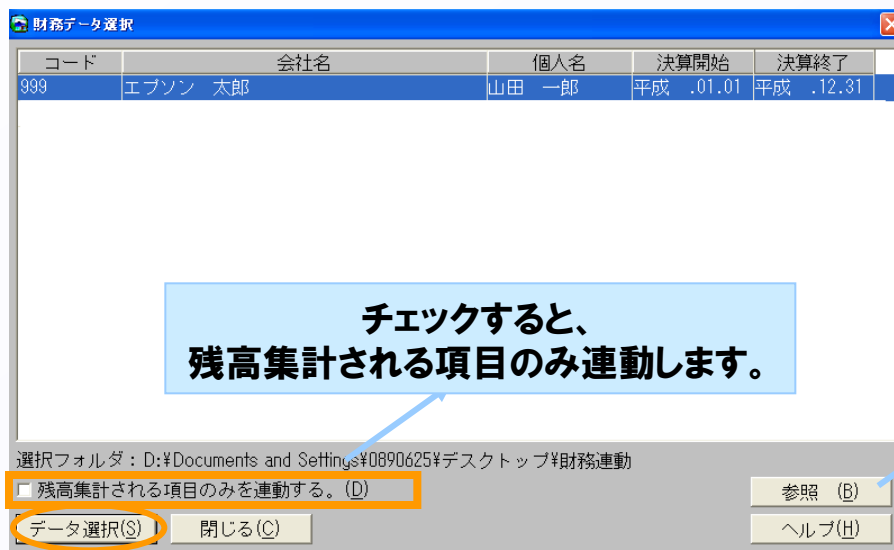 財務データ選択
コード 会社名 個人名 決算開始 決算終了
999 エプソン 太郎 山田 一郎 平成 .01.01 平成 .12.31
チェックすると、
残高集計される項目のみ連動します。
選択フォルダ：D:¥Documents and Settings¥0890625¥デスクトップ¥財務連動
残高集計される項目のみを連動する。(D)
参照 (B)
データ選択(S) 閉じる(C) ヘルプ(H)